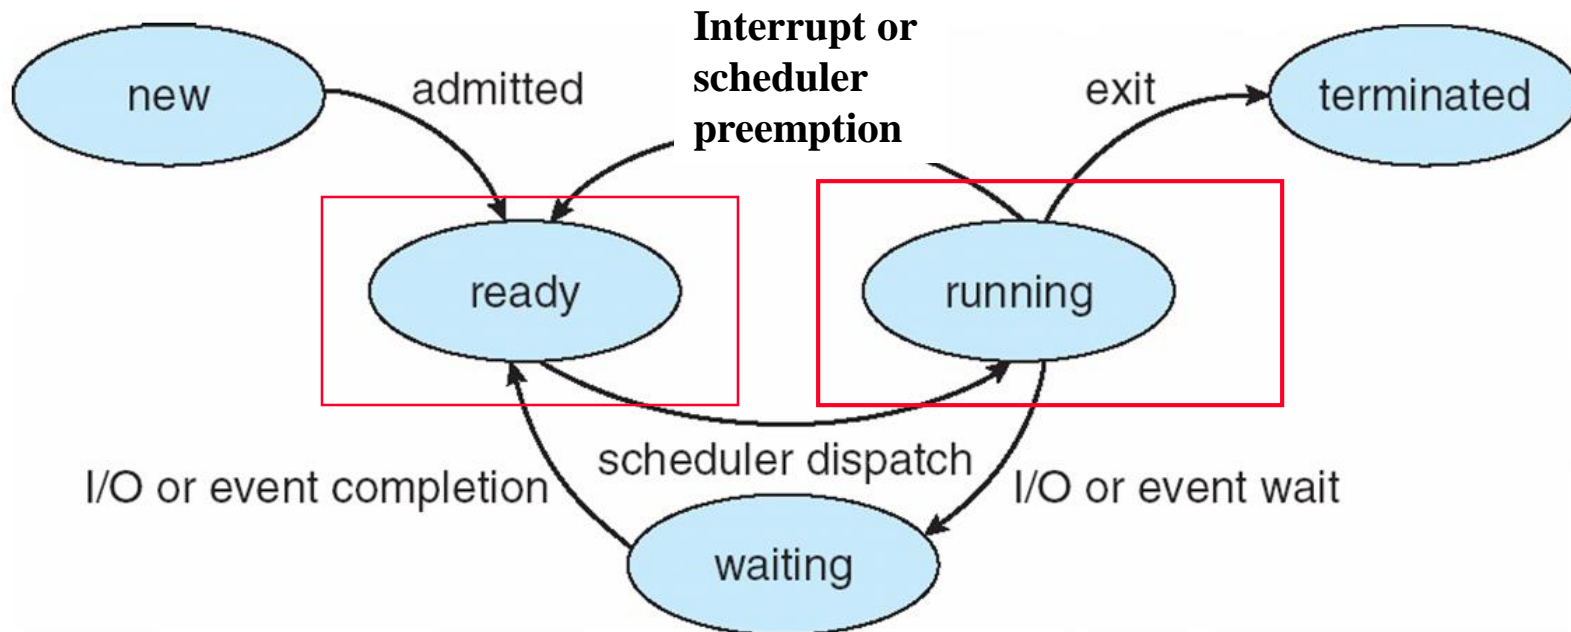 Interrupt or
scheduler
preemption
new
admitted
exit
terminated
ready
running
scheduler dispatch
I/O or event completion
I/O or event wait
waiting